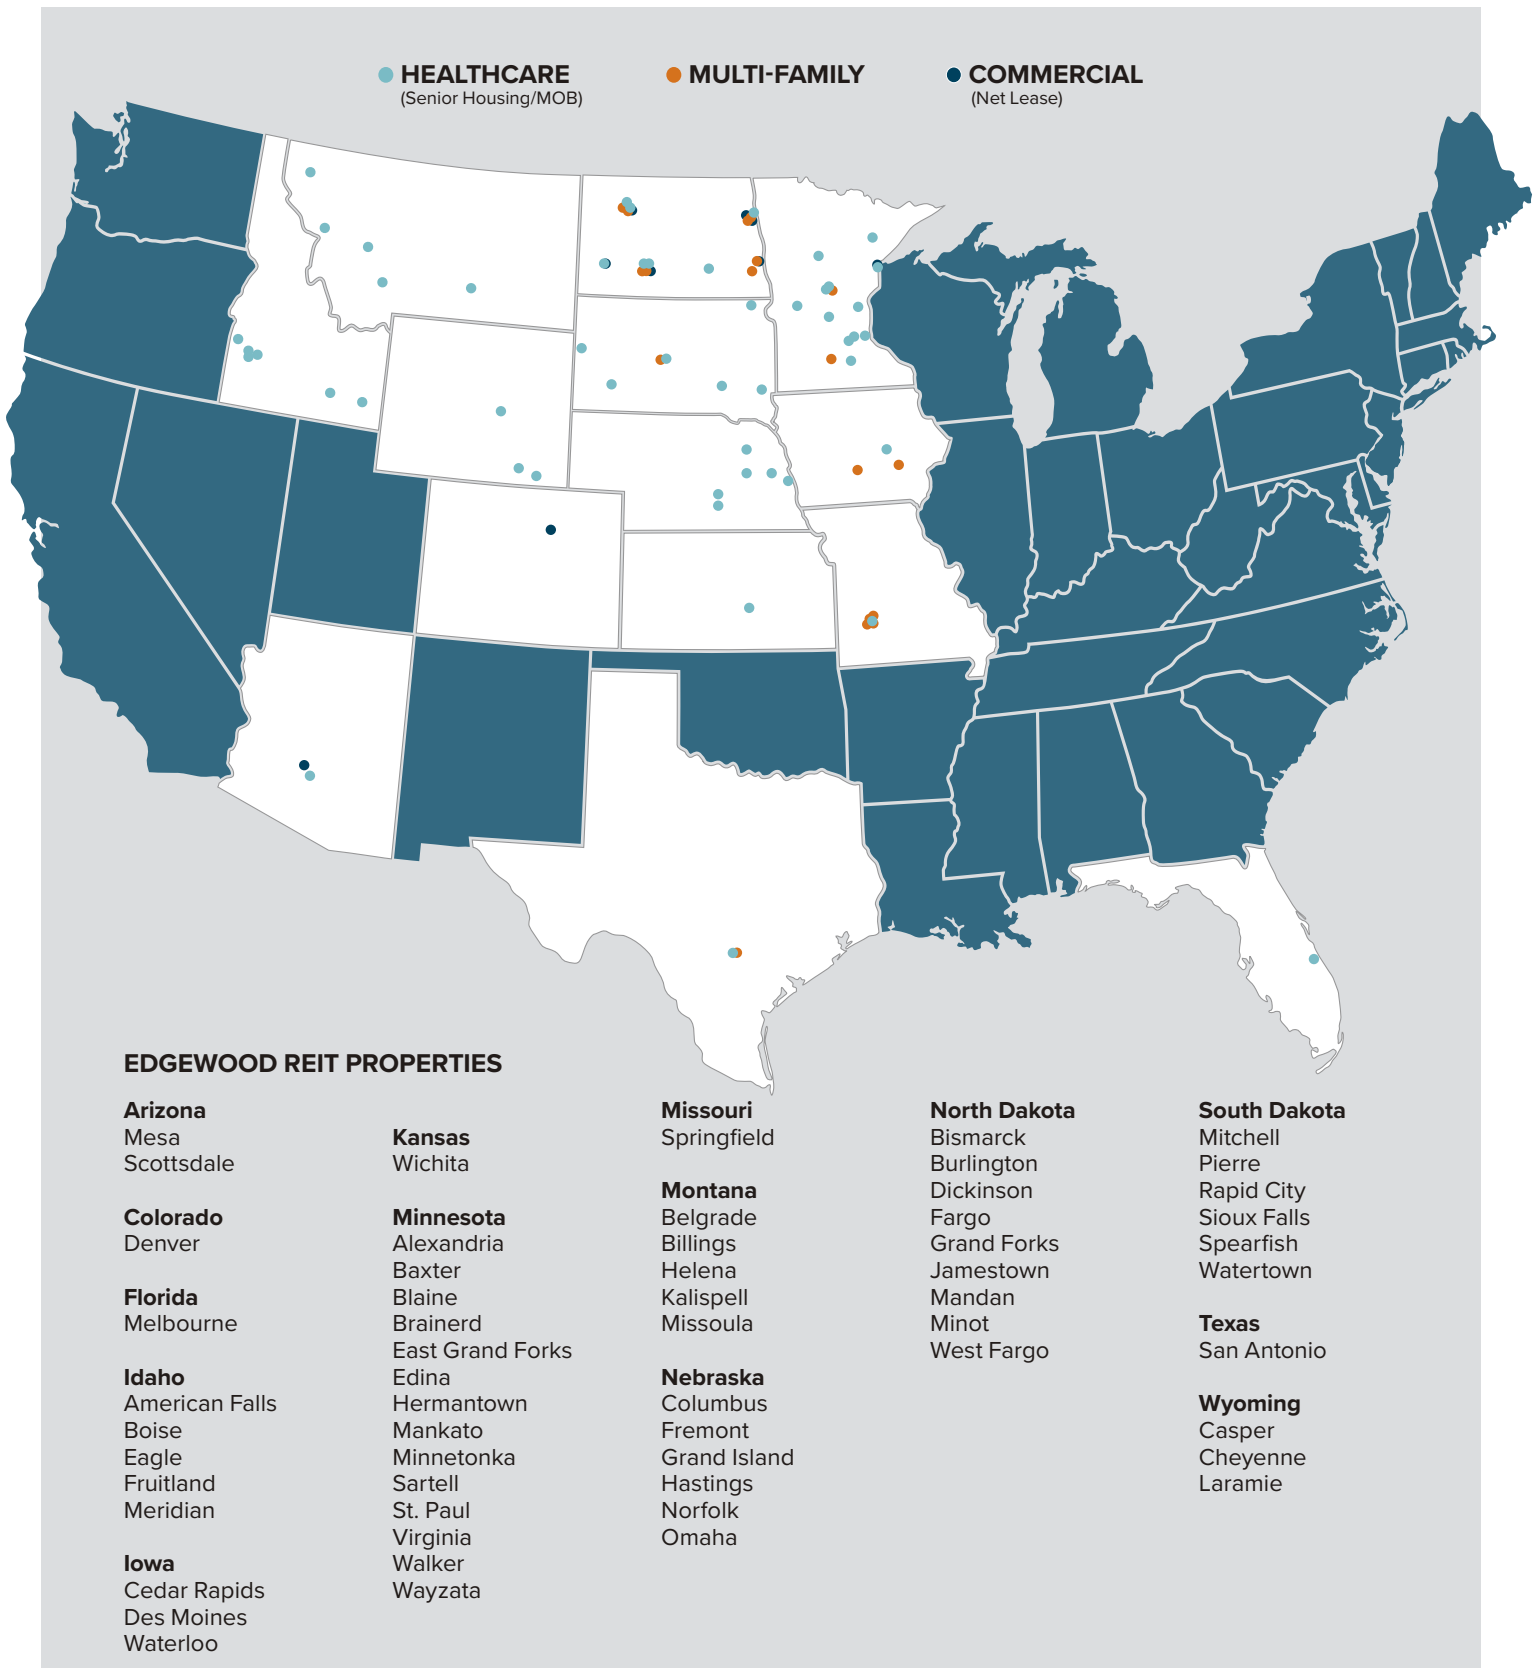 HEALTHCARE
(Senior Housing/MOB)
MULTI-FAMILY
COMMERCIAL
(Net Lease)
EDGEWOOD REIT PROPERTIES
Arizona
Mesa
Scottsdale
Colorado
Denver
Florida
Melbourne
Idaho
American Falls
Boise
Eagle
Fruitland
Meridian
Iowa
Cedar Rapids
Des Moines
Waterloo
Kansas
Wichita
Minnesota
Alexandria
Baxter
Blaine
Brainerd
East Grand Forks
Edina
Hermantown
Mankato
Minnetonka
Sartell
St. Paul
Virginia
Walker
Wayzata
Missouri
Springfield
Montana
Belgrade
Billings
Helena
Kalispell
Missoula
Nebraska
Columbus
Fremont
Grand Island
Hastings
Norfolk
Omaha
North Dakota
Bismarck
Burlington
Dickinson
Fargo
Grand Forks
Jamestown
Mandan
Minot
West Fargo
South Dakota
Mitchell
Pierre
Rapid City
Sioux Falls
Spearfish
Watertown
Texas
San Antonio
Wyoming
Casper
Cheyenne
Laramie